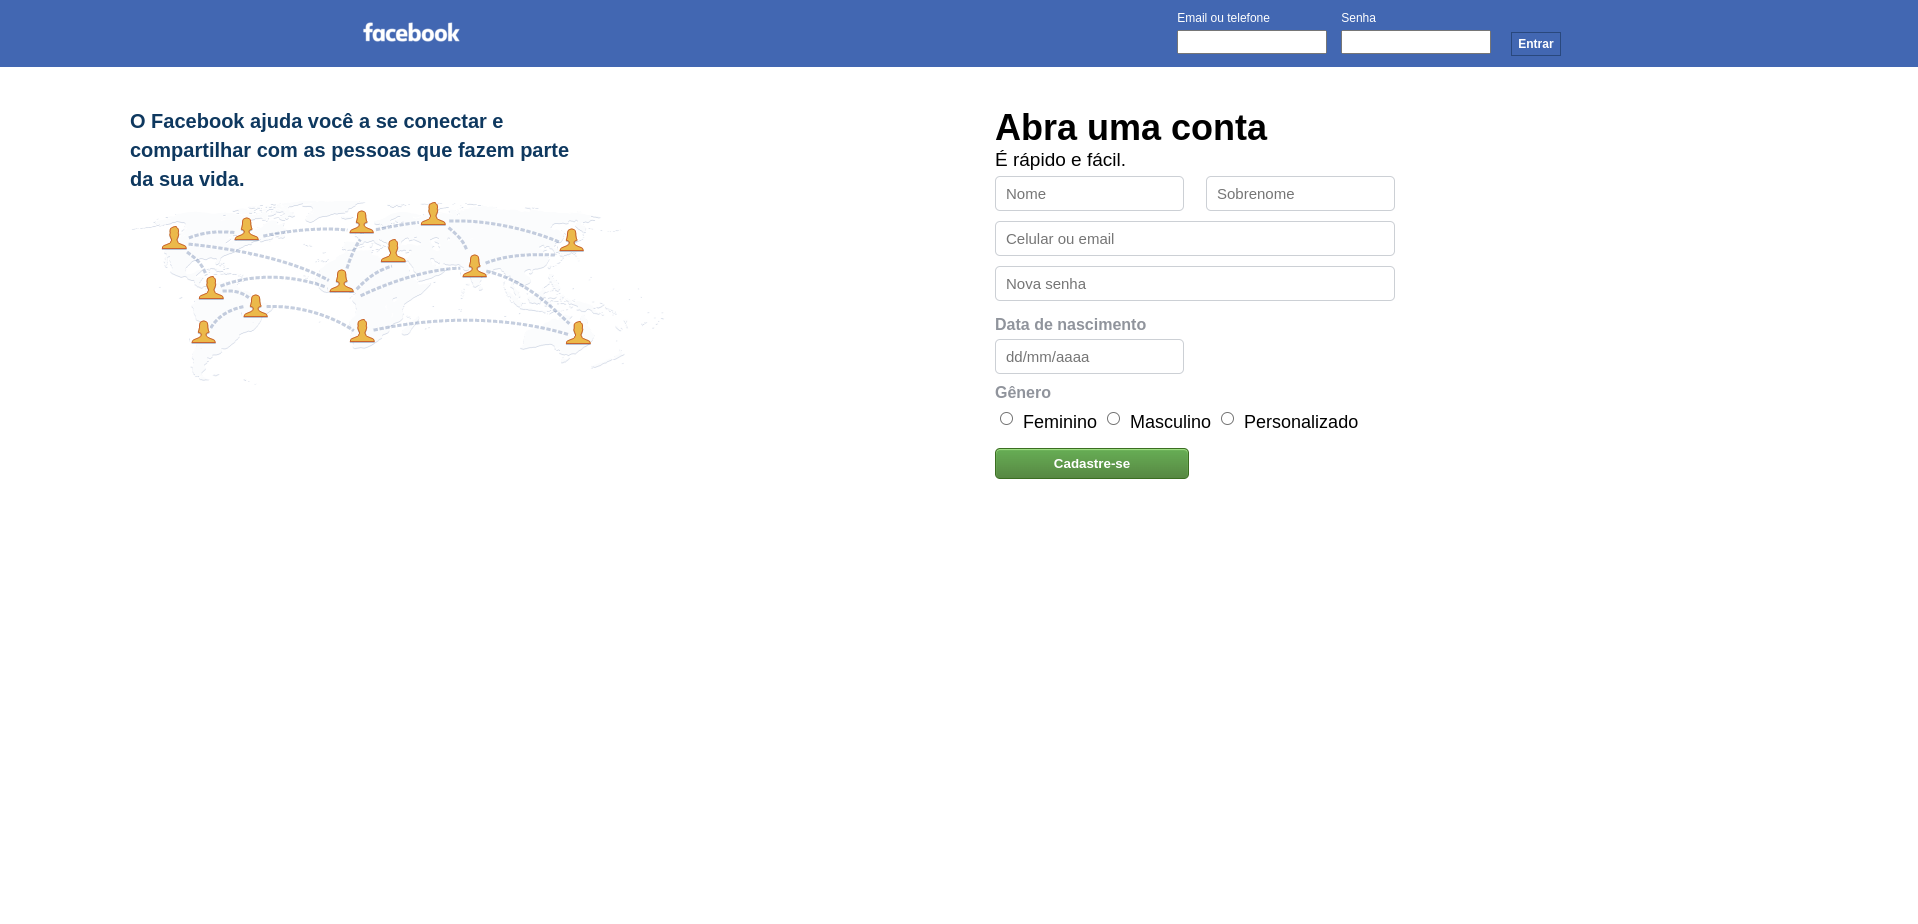 facebook
Email ou telefone
Senha
Entrar
O Facebook ajuda você a se conectar e
compartilhar com as pessoas que fazem parte
da sua vida.
Abra uma conta
É rápido e fácil.
Nome
Sobrenome
Celular ou email
Nova senha
Data de nascimento
dd/mm/aaaa
Gênero
Feminino Masculino Personalizado
Cadastre-se